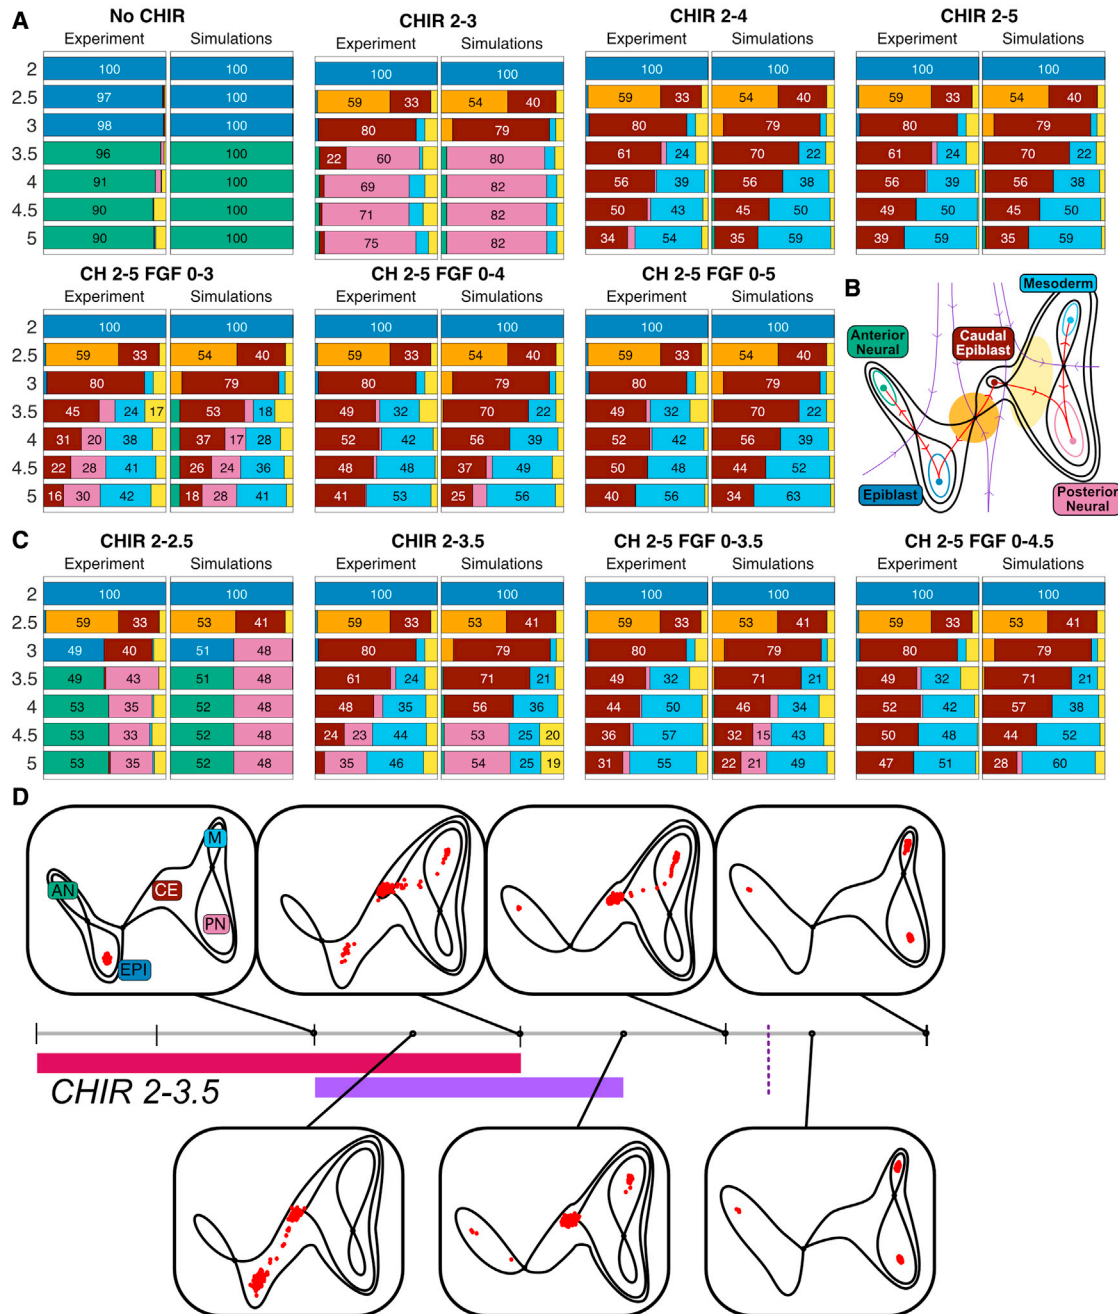 A
No CHIR
CHIR 2-3
CHIR 2-4
CHIR 2-5
Experiment Simulations
Experiment Simulations
Experiment Simulations
Experiment Simulations
2 100 100 100 100 100 100 100 100
2.5 97 100 59 33 54 40 59 33 54 40 59 33 54 40
3 98 100 80 79 80 79 80 79
3.5 96 100 22 60 80 61 24 70 22 61 24 70 22
4 91 100 69 82 56 39 56 38 56 39 56 38
4.5 90 100 71 82 50 43 45 50 49 50 45 50
5 90 100 75 82 34 54 35 59 39 59 35 59
CH 2-5 FGF 0-3
CH 2-5 FGF 0-4
CH 2-5 FGF 0-5
Experiment Simulations
Experiment Simulations
Experiment Simulations
2 100 100 100 100 100 100
2.5 59 33 54 40 59 33 54 40 59 33 54 40
3 80 79 80 79 80 79
3.5 45 24 17 53 18 49 32 70 22 49 32 70 22
4 31 20 38 37 17 28 52 42 56 39 52 42 56 39
4.5 22 28 41 26 24 36 48 48 37 49 50 48 44 52
5 16 30 42 18 28 41 41 53 25 56 40 56 34 63
B
Mesoderm
Anterior
Neural
Caudal
Epiblast
Epiblast
Posterior
Neural
C
CHIR 2-2.5
CHIR 2-3.5
CH 2-5 FGF 0-3.5
CH 2-5 FGF 0-4.5
Experiment Simulations
Experiment Simulations
Experiment Simulations
Experiment Simulations
2 100 100 100 100 100 100 100 100
2.5 59 33 53 41 59 33 53 41 59 33 53 41 59 33 53 41
3 49 40 51 48 80 79 80 79 80 79
3.5 49 43 51 48 61 24 71 21 49 32 71 21 49 32 71 21
4 53 35 52 48 48 35 56 36 44 50 46 34 52 42 57 38
4.5 53 33 52 48 24 23 44 53 25 20 36 57 32 15 43 50 48 44 52
5 53 35 52 48 35 46 54 25 19 31 55 22 21 49 47 51 28 60
D
M
AN
CE
PN
EPI
CHIR 2-3.5